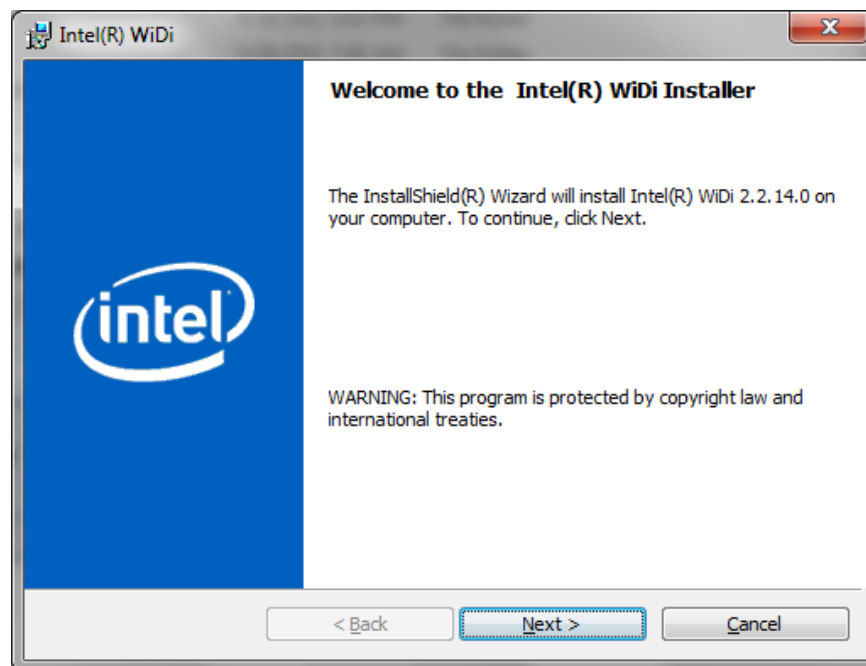 Intel(R) WiDi
Welcome to the Intel(R) WiDi Installer
The InstallShield(R) Wizard will install Intel(R) WiDi 2.2.14.0 on
your computer. To continue, click Next.
intel
WARNING: This program is protected by copyright law and
international treaties.
< Back
Next >
Cancel